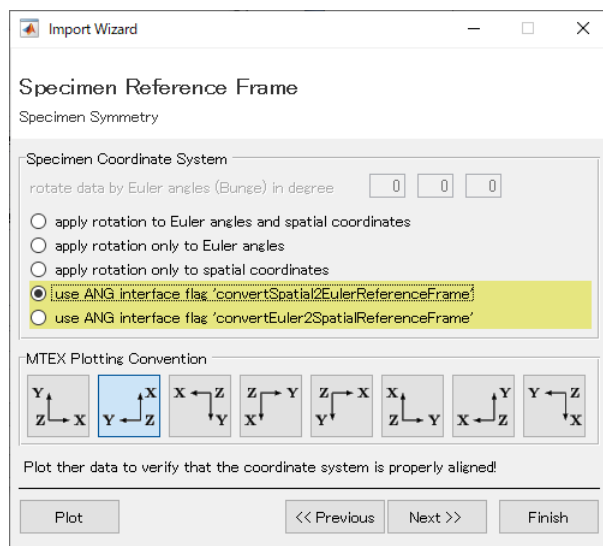 Import Wizard
Specimen Reference Frame
Specimen Symmetry
Specimen Coordinate System
rotate data by Euler angles (Bunge) in degree 0 0 0
apply rotation to Euler angles and spatial coordinates
apply rotation only to Euler angles
apply rotation only to spatial coordinates
use ANG interface flag 'convertSpatial2EulerReferenceFrame'
use ANG interface flag 'convertEuler2SpatialReferenceFrame'
MTEX Plotting Convention
Y X X Z Z Y Z X X Y Y Z
Z X Y Z Y X Y Z Y X Z X
Plot ther data to verify that the coordinate system is properly aligned!
Plot << Previous Next >> Finish